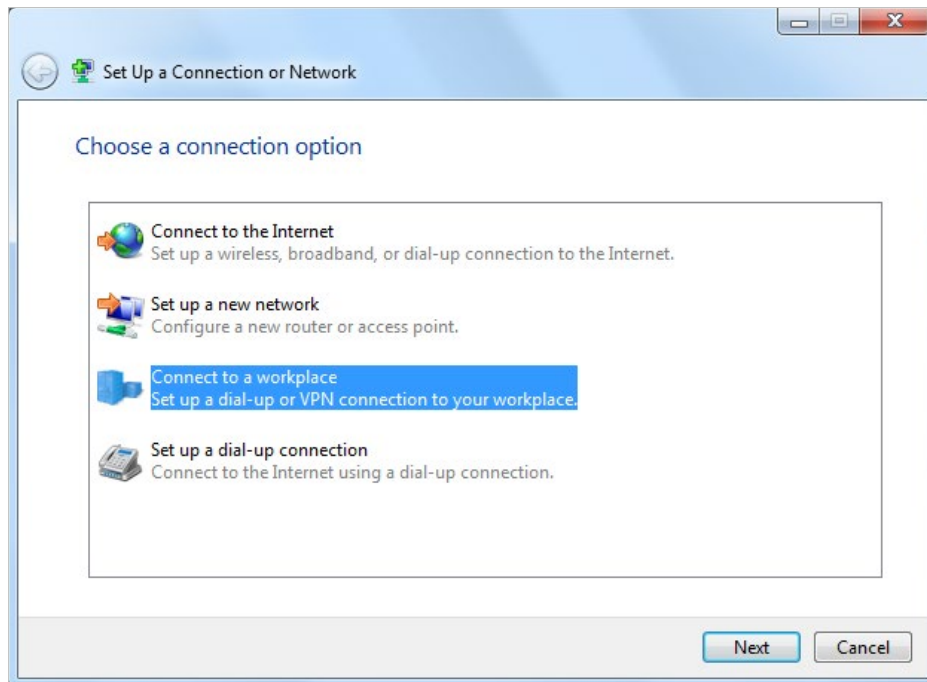 Set Up a Connection or Network
Choose a connection option
Connect to the Internet
Set up a wireless, broadband, or dial-up connection to the Internet.
Set up a new network
Configure a new router or access point.
Connect to a workplace
Set up a dial-up or VPN connection to your workplace.
Set up a dial-up connection
Connect to the Internet using a dial-up connection.
Next Cancel